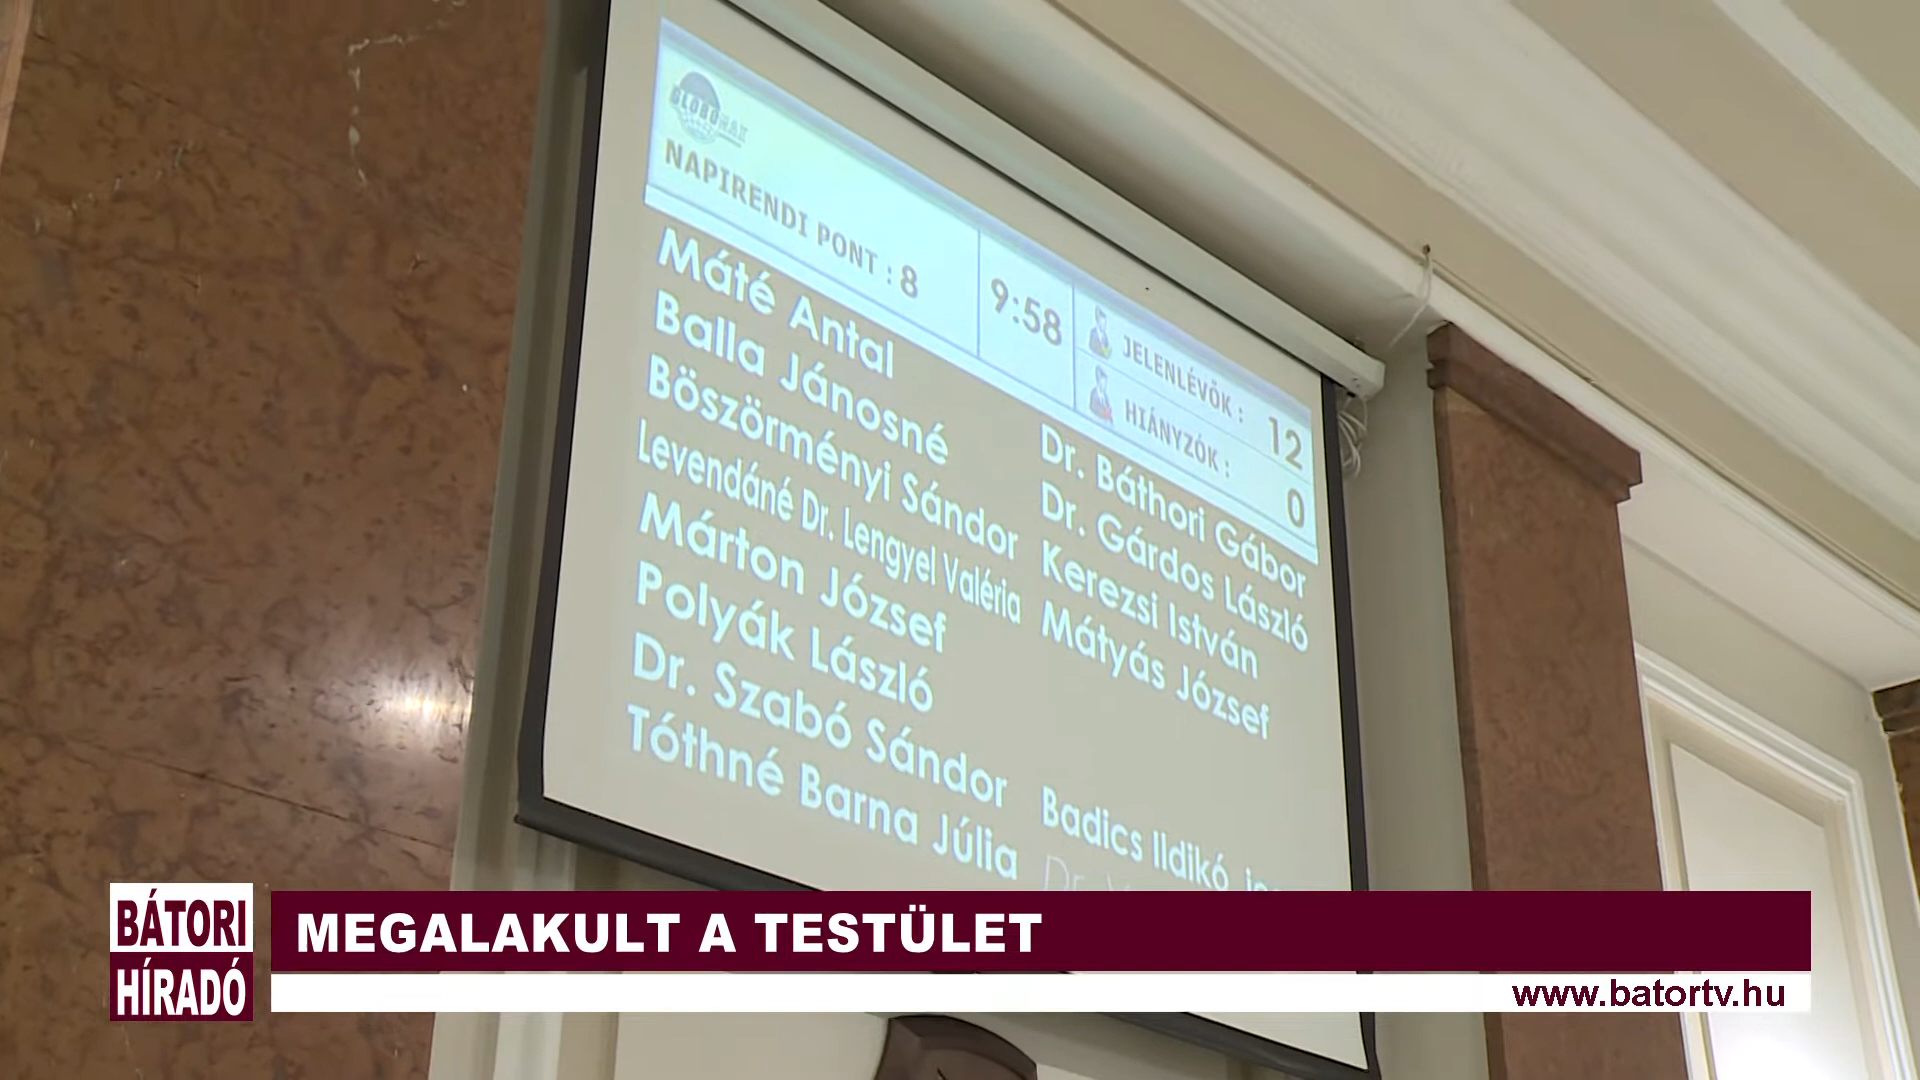 GLOBOMAX
NAPIRENDI PONT : 8
9:58
JELENLÉVŐK : 12
HIÁNYZÓK : 0
Máté Antal
Balla Jánosné
Böszörményi Sándor
Levendáné Dr. Lengyel Valéria
Márton József
Polyák László
Dr. Szabó Sándor
Tóthné Barna Júlia
Dr. Báthori Gábor
Dr. Gárdos László
Kerezsi István
Mátyás József
Badics Ildikó
Dr.
BÁTORI
HÍRADÓ
MEGALAKULT A TESTÜLET
www.batortv.hu